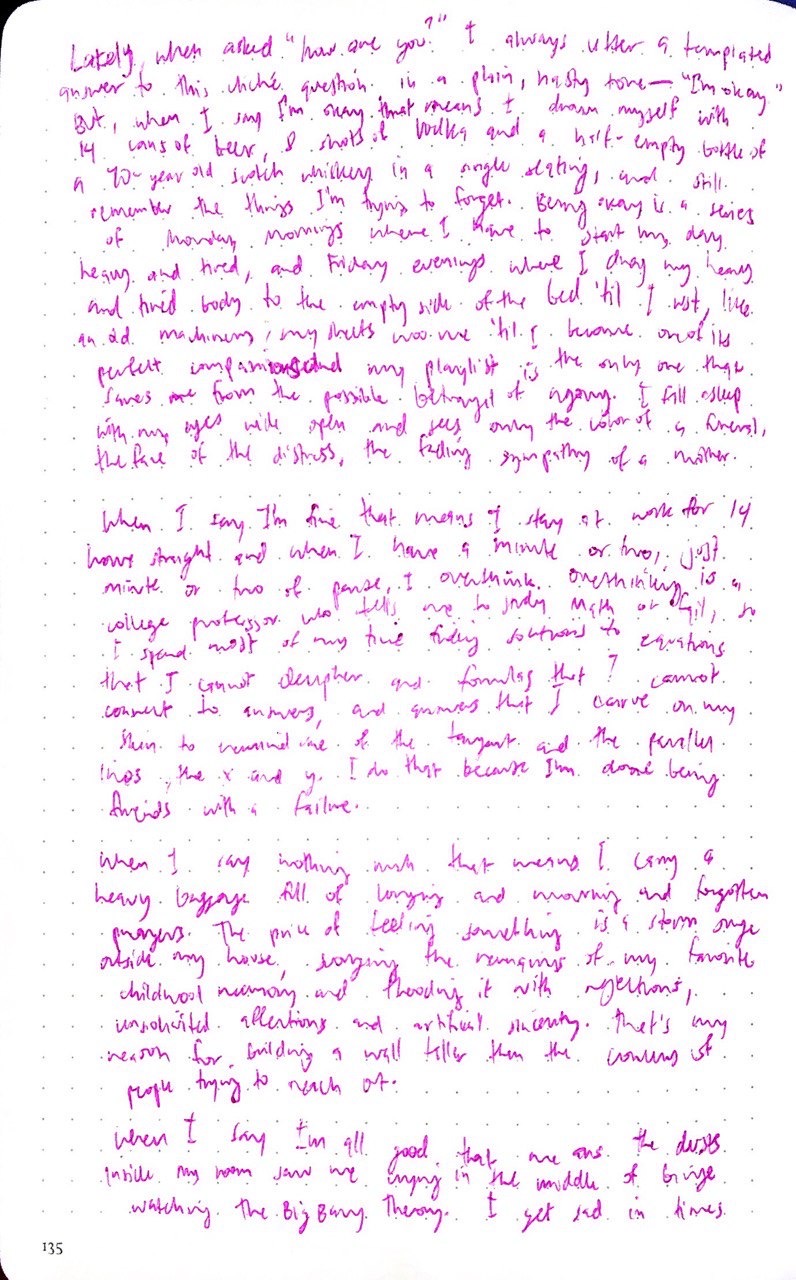 Lately, when asked "how are you?" I always utter a templated
answer to this cliché question in a plain, hasty tone — "I'm okay"
But, when I say I'm okay that means I drown myself with
14 cans of beer, 8 shots of vodka and a half-empty bottle of
a 70-year old scotch whiskey in a single seating, and still
remember the things I'm trying to forget. Being okay is a series
of Monday mornings where I have to start my day
heavy and tired, and Friday evenings where I drag my heavy
and tired body to the empty side of the bed 'til I rot, like
an old machinery, my sheets woo me 'til I become one of its
perfect companions and my playlist is the only one that
saves me from the possible betrayal of agony. I fall asleep
with my eyes wide open and sees only the color of a funeral,
the face of the distress, the fading sympathy of a mother.
When I say I'm fine that means I stay at work for 14
hours straight and when I have a minute or two, just
minute or two of pause, I overthink. Overthinking is a
college professor who tells me to study math or fail, so
I spend most of my time finding solutions to equations
that I cannot decipher and formulas that I cannot
convert to answers, and answers that I carve on my
skin to remind me of the tangent and the parallel
lines, the x and y. I do that because I'm done being
friends with a failure.
When I say nothing much that means I carry a
heavy baggage full of longing and mourning and forgotten
prayers. The price of feeling something is a storm surge
outside my house, the remains of my favorite
childhood memory and flooding it with rejections,
unsolicited affections and artificial sincerity. That's my
reason for building a wall taller than the of
people trying to reach out.
When I say I'm all good that means the dusts
inside my room saw me crying in the middle of binge
watching The Big Bang Theory. I get sad in times
135